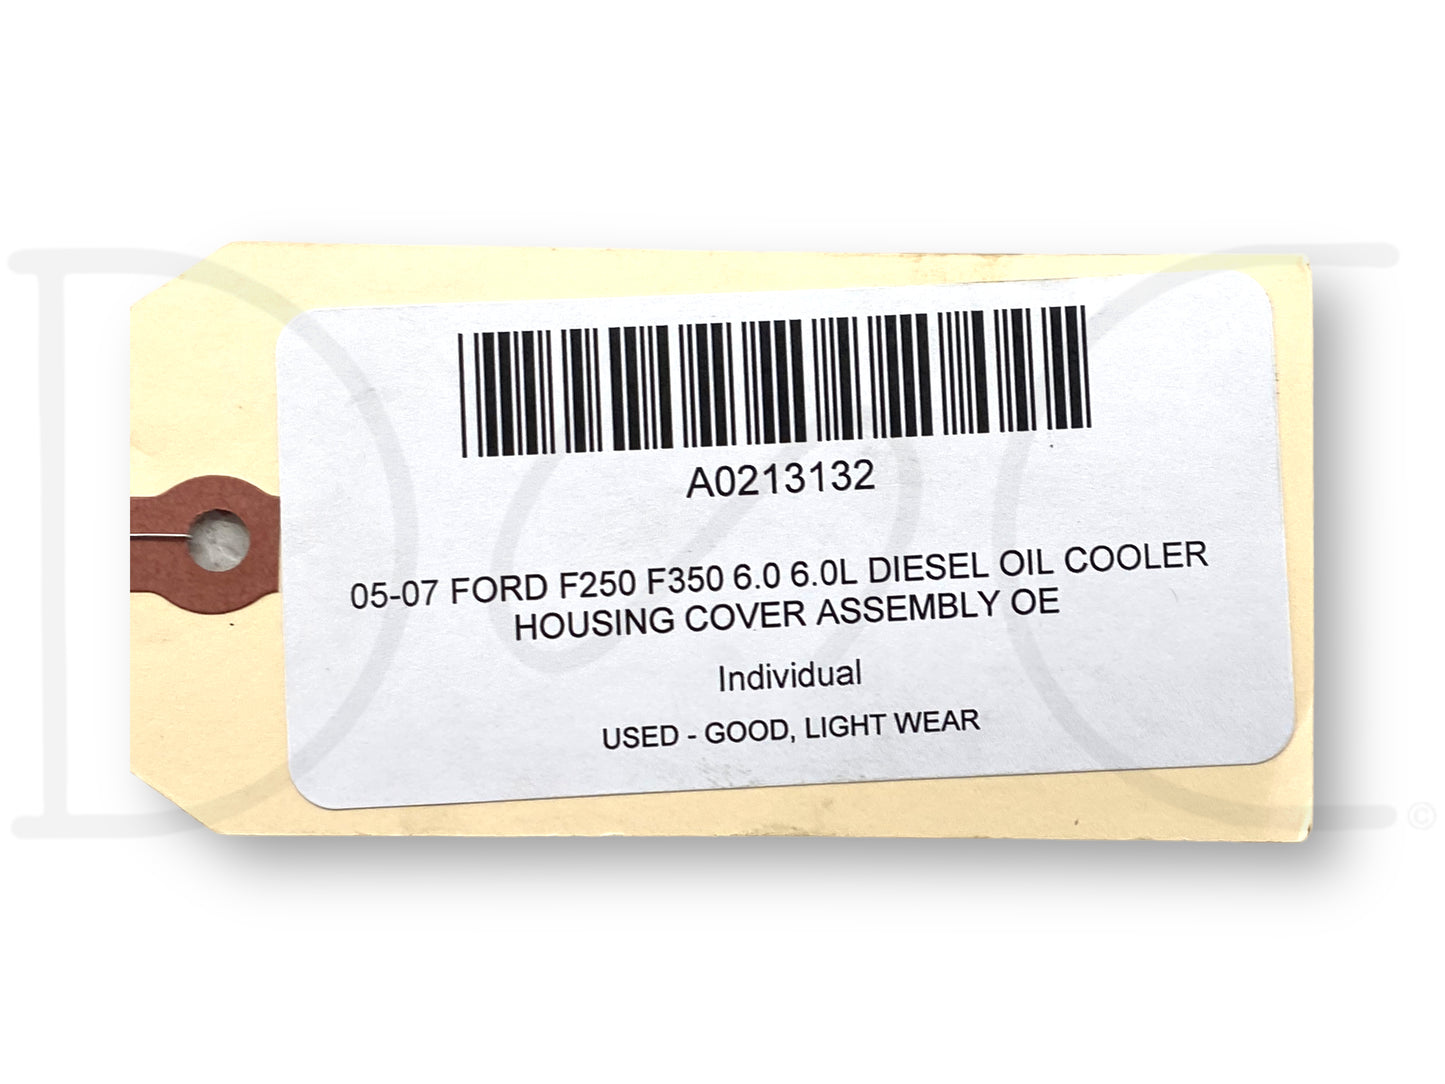 A0213132
05-07 FORD F250 F350 6.0 6.0L DIESEL OIL COOLER
HOUSING COVER ASSEMBLY OE
Individual
USED - GOOD, LIGHT WEAR
©